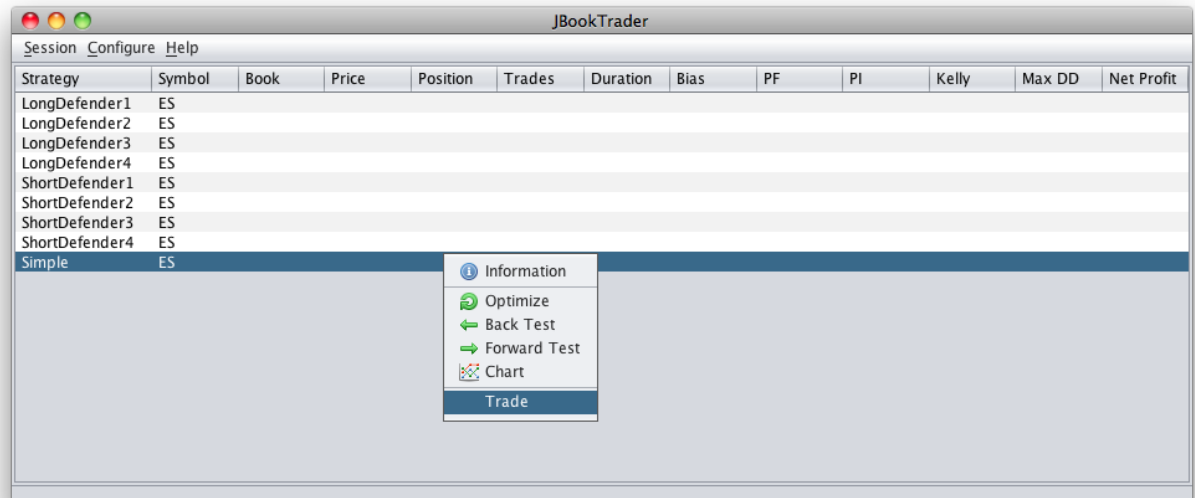 JBookTrader
Session Configure Help
Strategy Symbol Book Price Position Trades Duration Bias PF PI Kelly Max DD Net Profit
LongDefender1 ES
LongDefender2 ES
LongDefender3 ES
LongDefender4 ES
ShortDefender1 ES
ShortDefender2 ES
ShortDefender3 ES
ShortDefender4 ES
Simple ES
Information
Optimize
Back Test
Forward Test
Chart
Trade